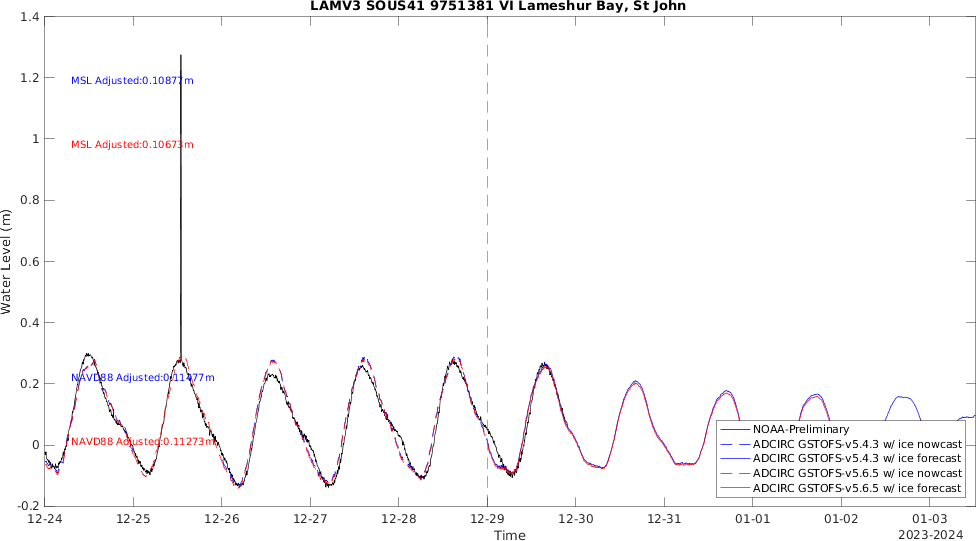 LAMV3 SOUS41 9751381 VI Lameshur Bay, St John
1.4
1.2
1
0.8
0.6
0.4
0.2
0
-0.2
Water Level (m)
MSL Adjusted:0.10877m
MSL Adjusted:0.10673m
NAVD88 Adjusted:0.11477m
NAVD88 Adjusted:0.11273m
NOAA-Preliminary
ADCIRC GSTOFS-v5.4.3 w/ ice nowcast
ADCIRC GSTOFS-v5.4.3 w/ ice forecast
ADCIRC GSTOFS-v5.6.5 w/ ice nowcast
ADCIRC GSTOFS-v5.6.5 w/ ice forecast
12-24 12-25 12-26 12-27 12-28 12-29 12-30 12-31 01-01 01-02 01-03
Time
2023-2024